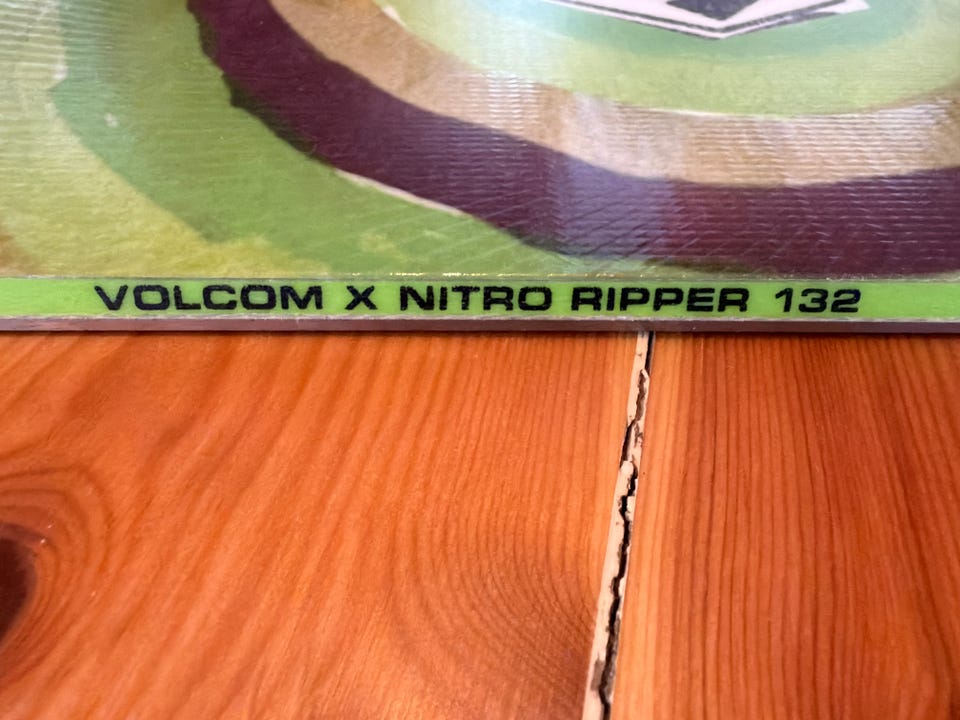 VOLCOM X NITRO RIPPER 132